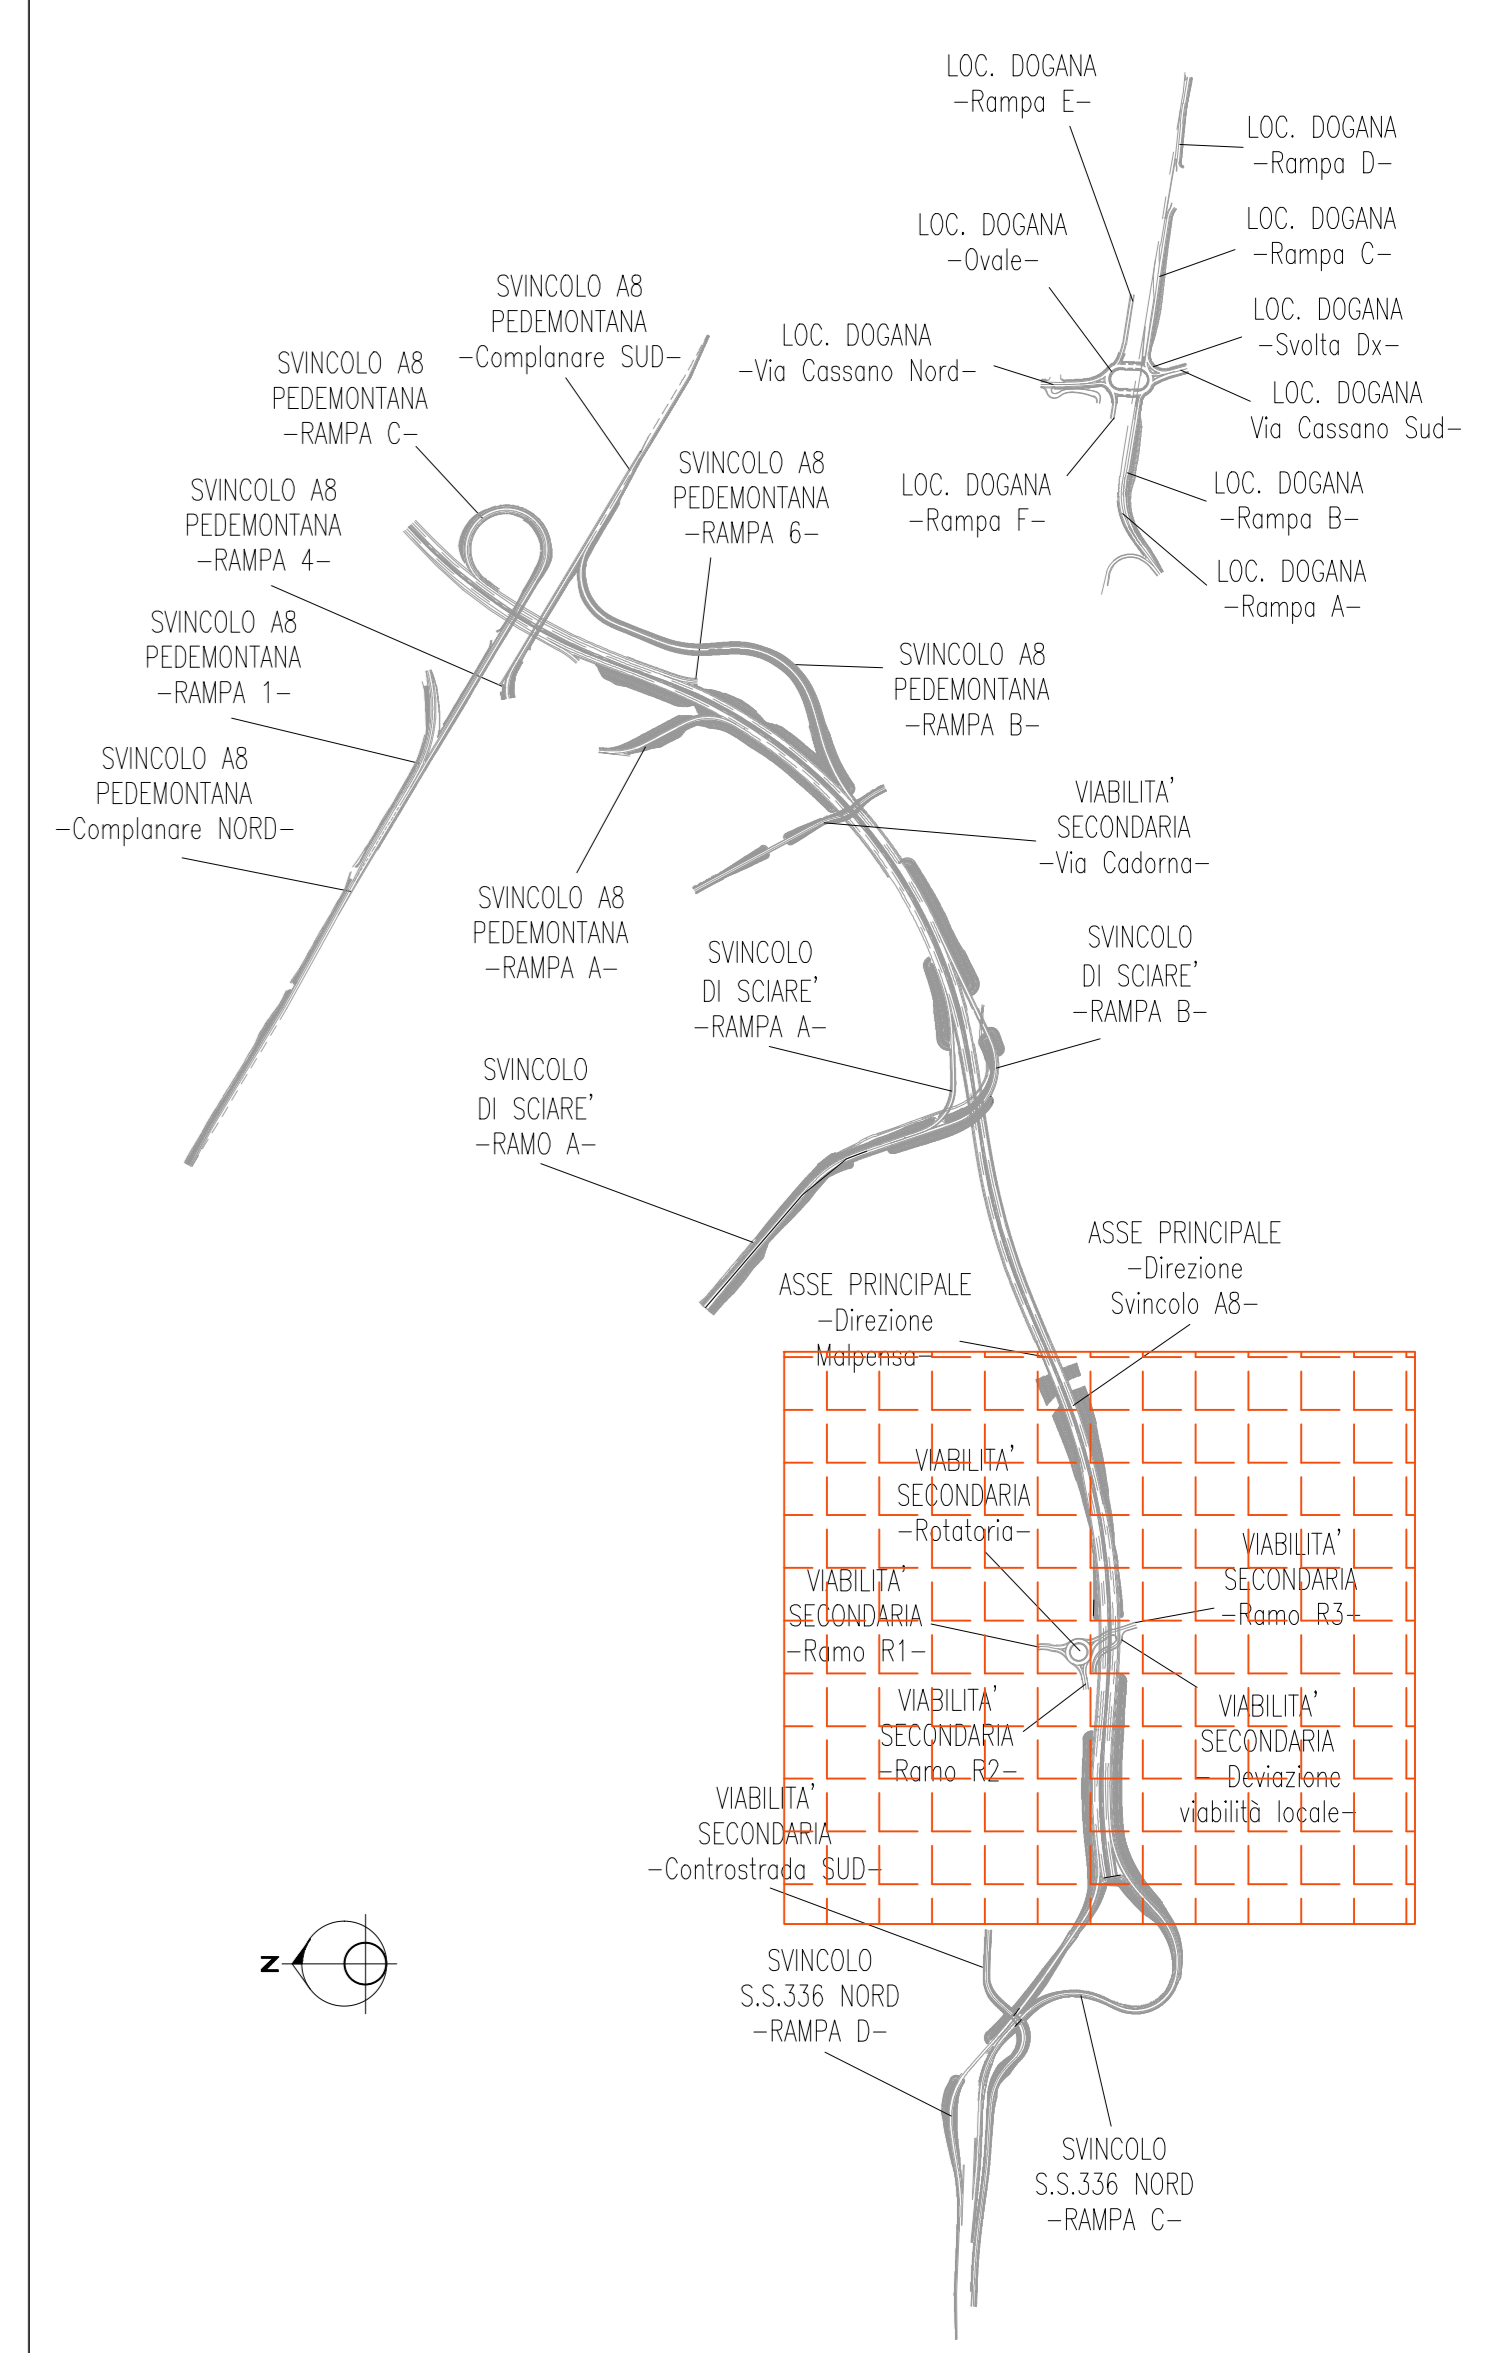 LOC. DOGANA
-Rampa E-
LOC. DOGANA
-Rampa D-
LOC. DOGANA
-Ovale-
LOC. DOGANA
-Rampa C-
SVINCOLO A8
PEDEMONTANA
-Complanare SUD-
LOC. DOGANA
-Svolta Dx-
LOC. DOGANA
-Via Cassano Nord-
SVINCOLO A8
PEDEMONTANA
-RAMPA C-
LOC. DOGANA
Via Cassano Sud-
SVINCOLO A8
PEDEMONTANA
-RAMPA 6-
LOC. DOGANA
-Rampa F-
LOC. DOGANA
-Rampa B-
SVINCOLO A8
PEDEMONTANA
-RAMPA 4-
LOC. DOGANA
-Rampa A-
SVINCOLO A8
PEDEMONTANA
-RAMPA 1-
SVINCOLO A8
PEDEMONTANA
-RAMPA B-
SVINCOLO A8
PEDEMONTANA
-Complanare NORD-
VIABILITA'
SECONDARIA
-Via Cadorna-
SVINCOLO A8
PEDEMONTANA
-RAMPA A-
SVINCOLO
DI SCIARE'
-RAMPA A-
SVINCOLO
DI SCIARE'
-RAMPA B-
SVINCOLO
DI SCIARE'
-RAMO A-
ASSE PRINCIPALE
-Direzione
Svincolo A8-
ASSE PRINCIPALE
-Direzione
Malpensa-
VIABILITA'
SECONDARIA
-Rotatoria-
VIABILITA'
SECONDARIA
-Ramo R3-
VIABILITA'
SECONDARIA
-Ramo R1-
VIABILITA'
SECONDARIA
-Ramo R2-
VIABILITA'
SECONDARIA
- Deviazione
viabilità locale-
VIABILITA'
SECONDARIA
-Controstrada SUD-
N
SVINCOLO
S.S.336 NORD
-RAMPA D-
SVINCOLO
S.S.336 NORD
-RAMPA C-